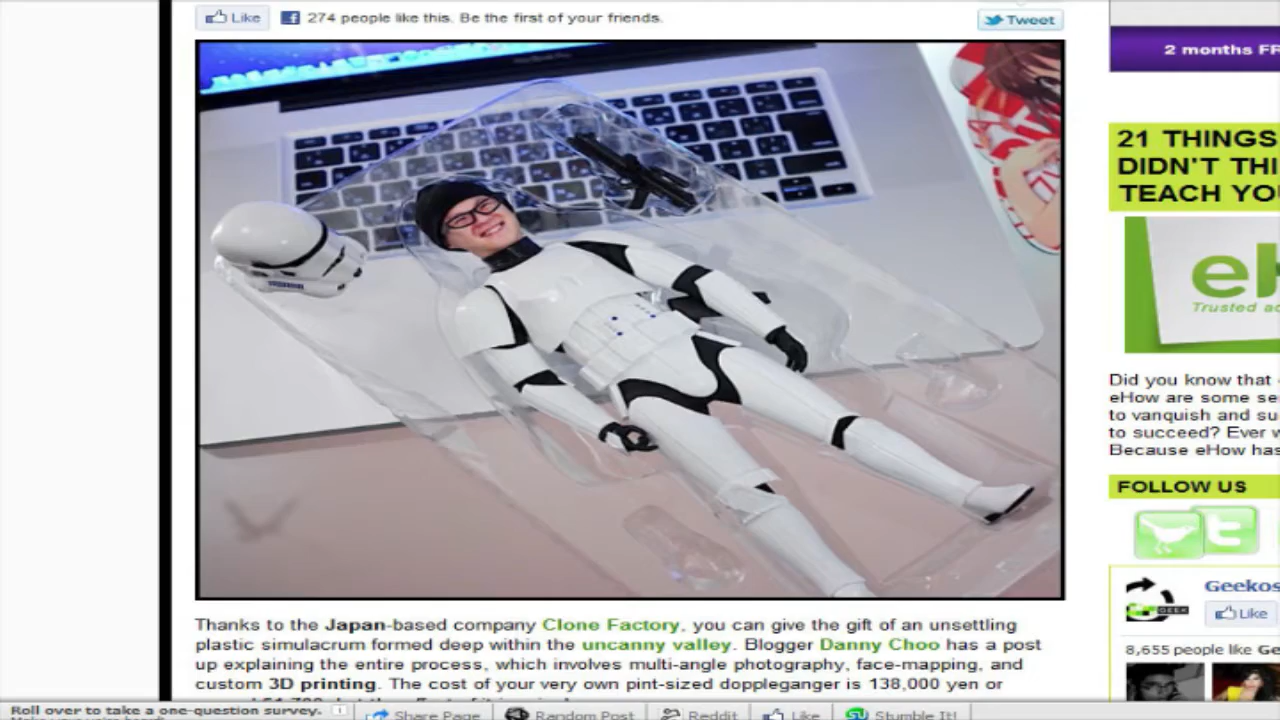 Like
274 people like this. Be the first of your friends.
Tweet
2 months FR
21 THINGS
DIDN'T THI
TEACH YO
eH
Trusted ad
Did you know that
eHow are some se
to vanquish and su
to succeed? Ever w
Because eHow has
FOLLOW US
Geekos
Like
8,655 people like Ge
Thanks to the Japan-based company Clone Factory, you can give the gift of an unsettling
plastic simulacrum formed deep within the uncanny valley. Blogger Danny Choo has a post
up explaining the entire process, which involves multi-angle photography, face-mapping, and
custom 3D printing. The cost of your very own pint-sized doppleganger is 138,000 yen or
Roll over to take a one-question survey.
Share Page
Random Post
Reddit
Like
Stumble It!